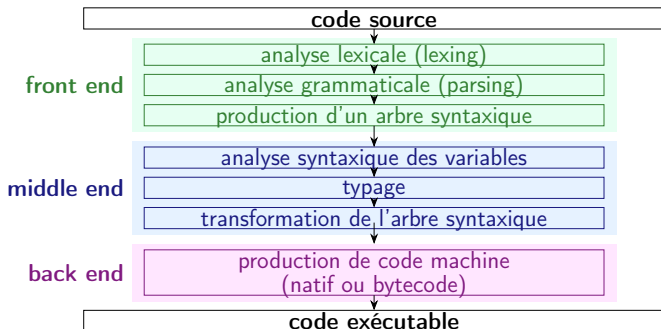 code source
analyse lexicale (lexing)
front end
analyse grammaticale (parsing)
production d'un arbre syntaxique
analyse syntaxique des variables
middle end
typage
transformation de l'arbre syntaxique
production de code machine
back end
(natif ou bytecode)
code exécutable